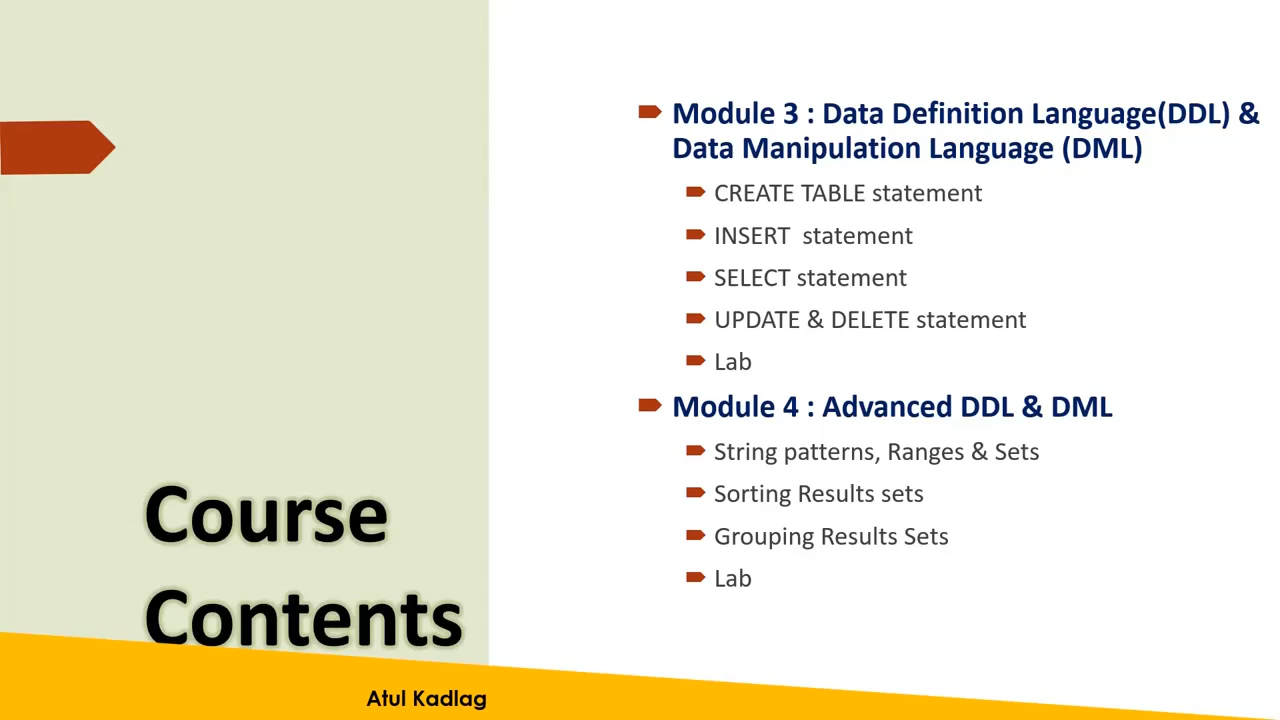 Course
Contents
Module 3 : Data Definition Language(DDL) &
Data Manipulation Language (DML)
CREATE TABLE statement
INSERT  statement
SELECT statement
UPDATE & DELETE statement
Lab
Module 4 : Advanced DDL & DML
String patterns, Ranges & Sets
Sorting Results sets
Grouping Results Sets
Lab
Atul Kadlag